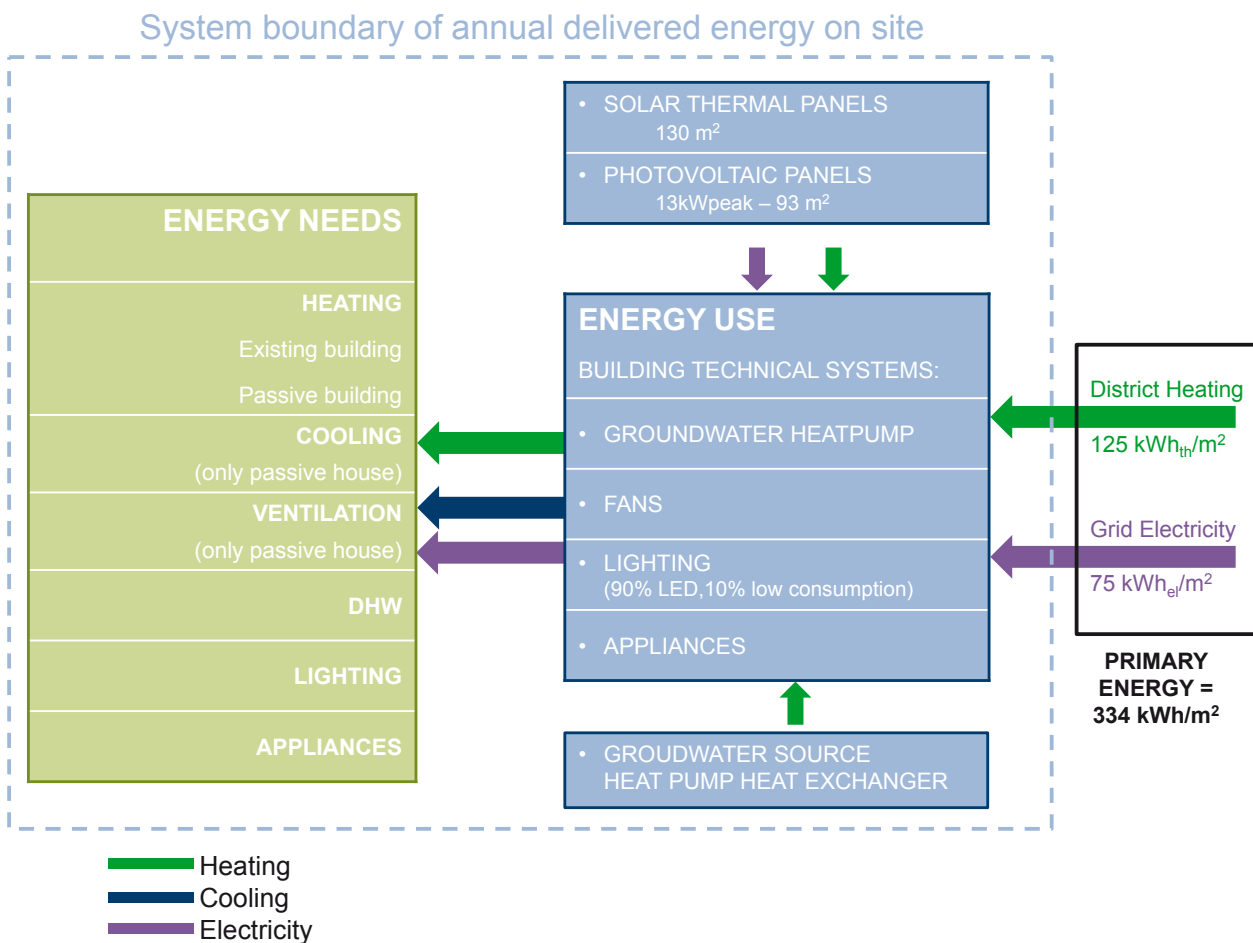 System boundary of annual delivered energy on site
• SOLAR THERMAL PANELS
130 m²
• PHOTOVOLTAIC PANELS
13kWpeak – 93 m²
ENERGY NEEDS
HEATING
Existing building
Passive building
COOLING
(only passive house)
VENTILATION
(only passive house)
DHW
LIGHTING
APPLIANCES
ENERGY USE
BUILDING TECHNICAL SYSTEMS:
• GROUNDWATER HEATPUMP
• FANS
• LIGHTING
(90% LED,10% low consumption)
• APPLIANCES
• GROUDWATER SOURCE
HEAT PUMP HEAT EXCHANGER
District Heating
125 kWhth/m²
Grid Electricity
75 kWhel/m²
PRIMARY
ENERGY =
334 kWh/m²
Heating
Cooling
Electricity